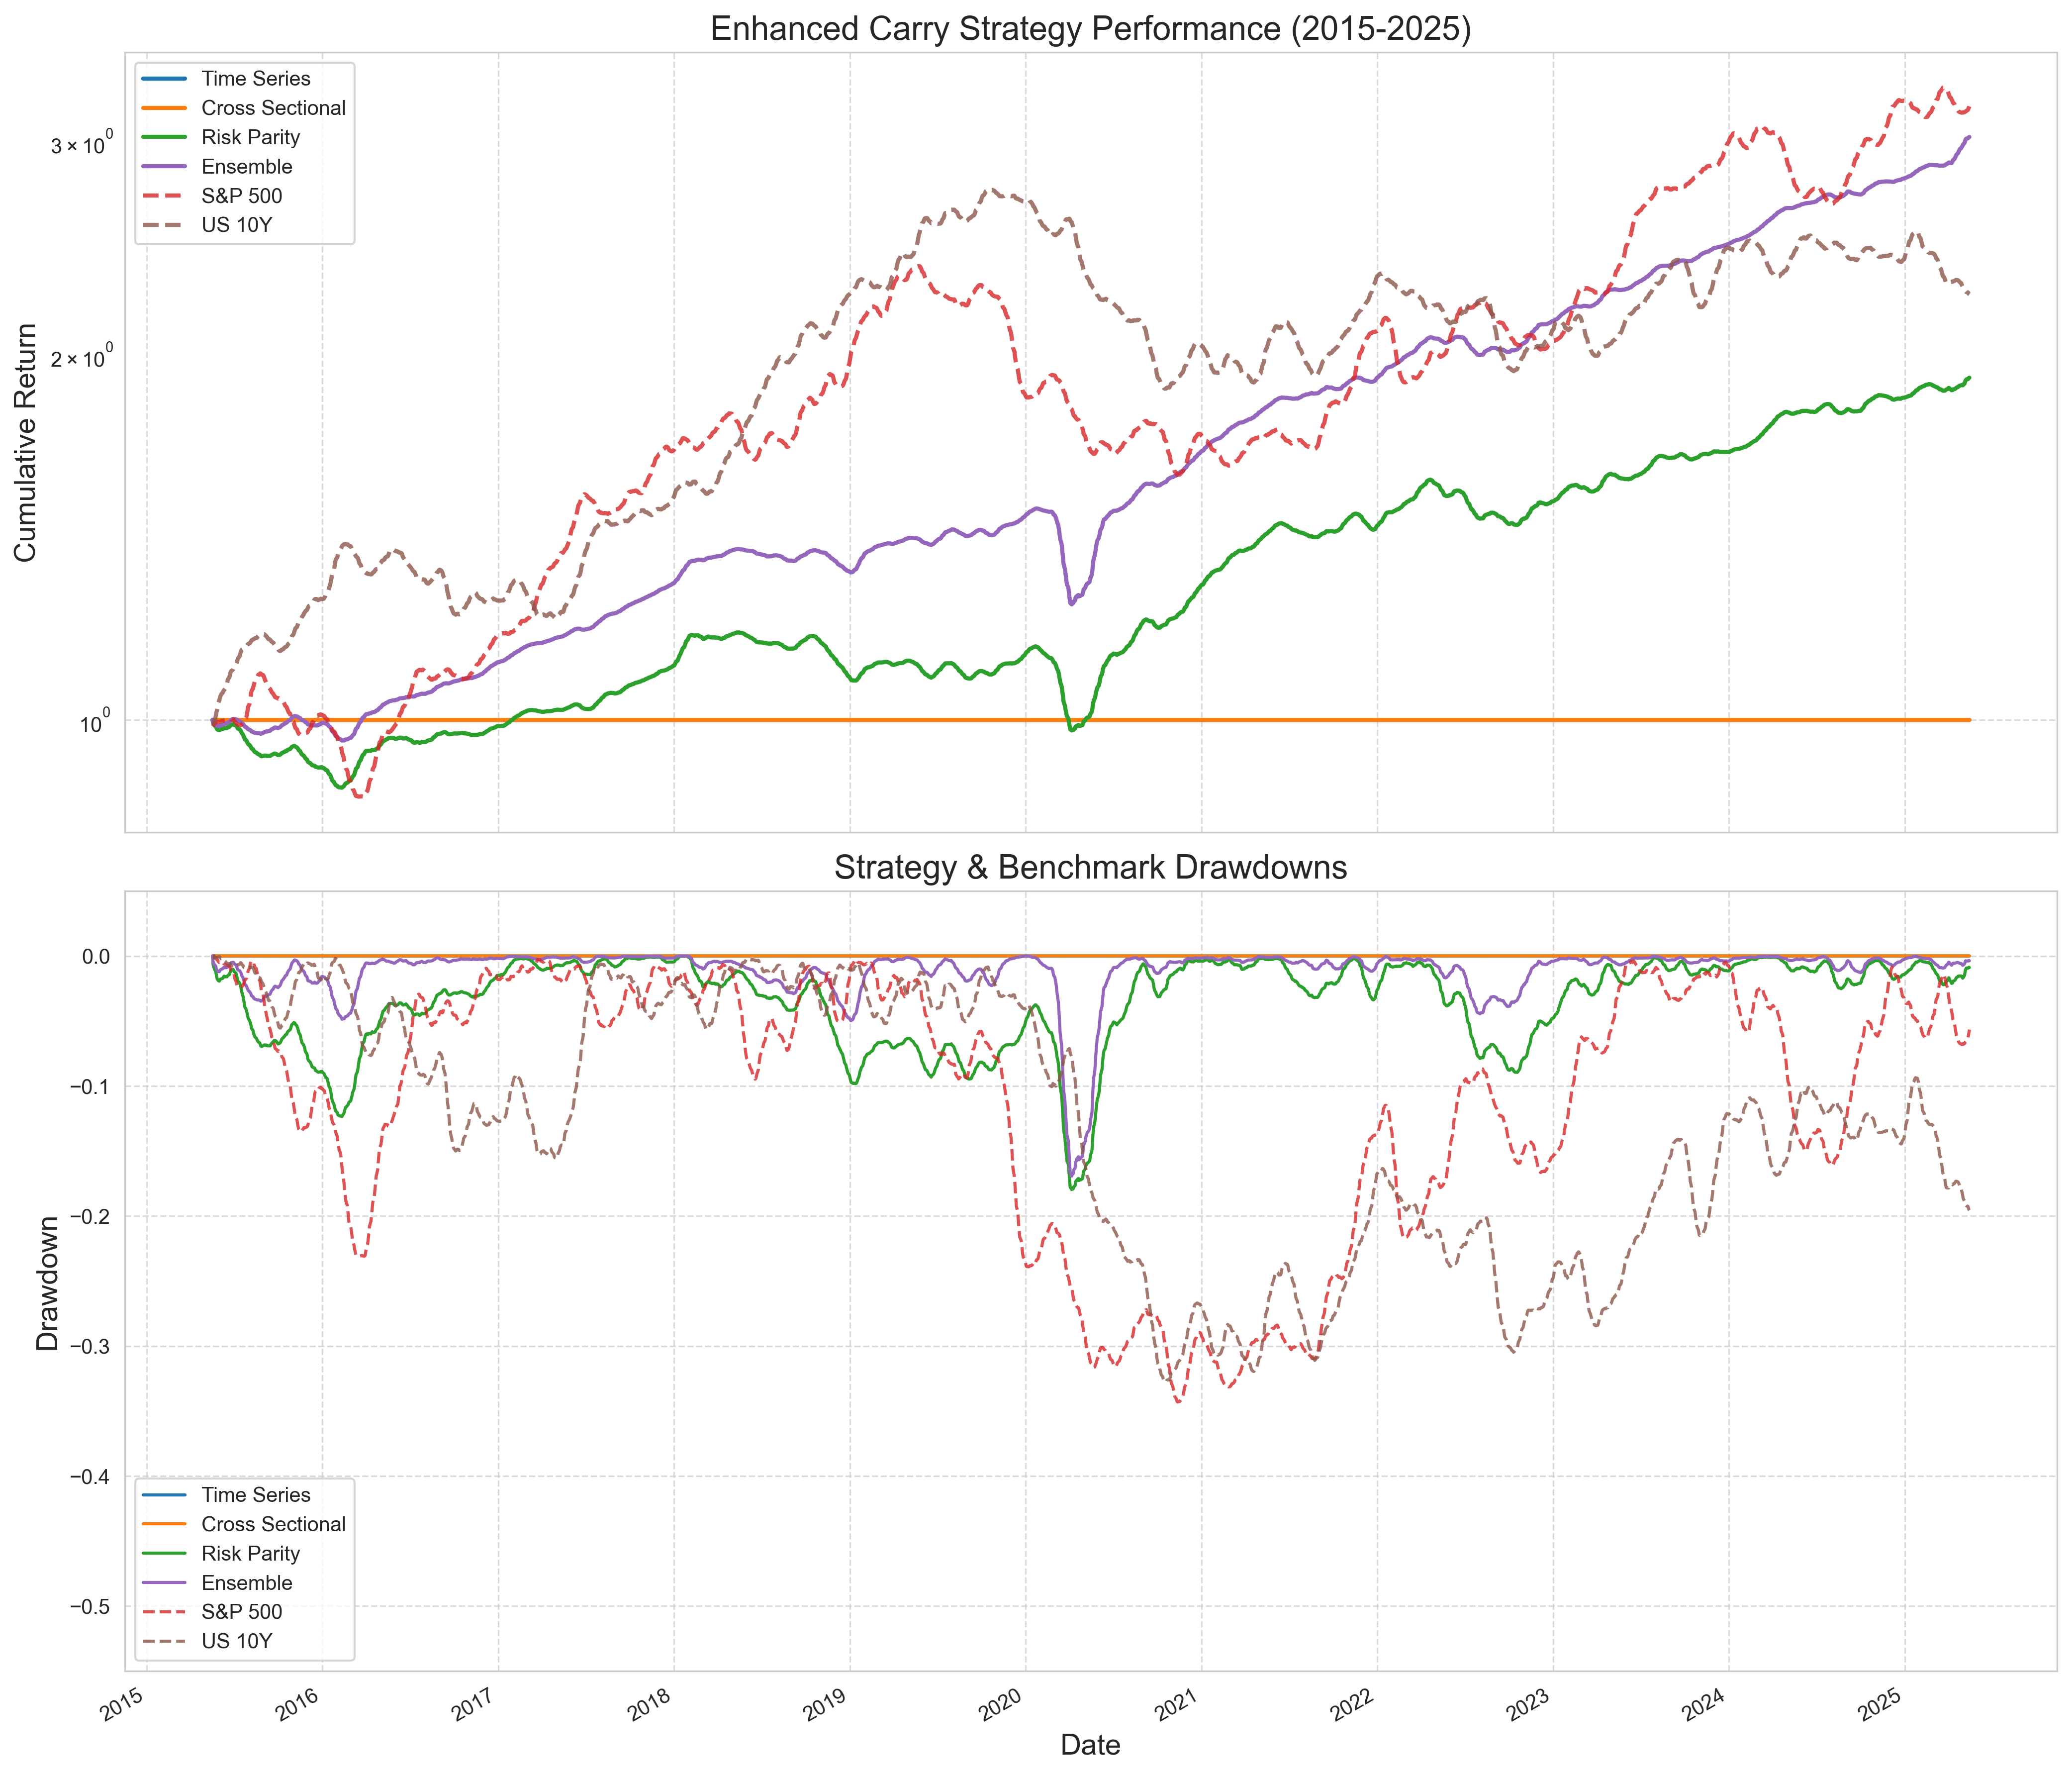 Enhanced Carry Strategy Performance (2015-2025)
Time Series
Cross Sectional
Risk Parity
Ensemble
S&P 500
US 10Y
3 × 10⁰
2 × 10⁰
10⁰
Cumulative Return
Strategy & Benchmark Drawdowns
0.0
−0.1
−0.2
−0.3
−0.4
−0.5
Drawdown
Time Series
Cross Sectional
Risk Parity
Ensemble
S&P 500
US 10Y
2015 2016 2017 2018 2019 2020 2021 2022 2023 2024 2025
Date